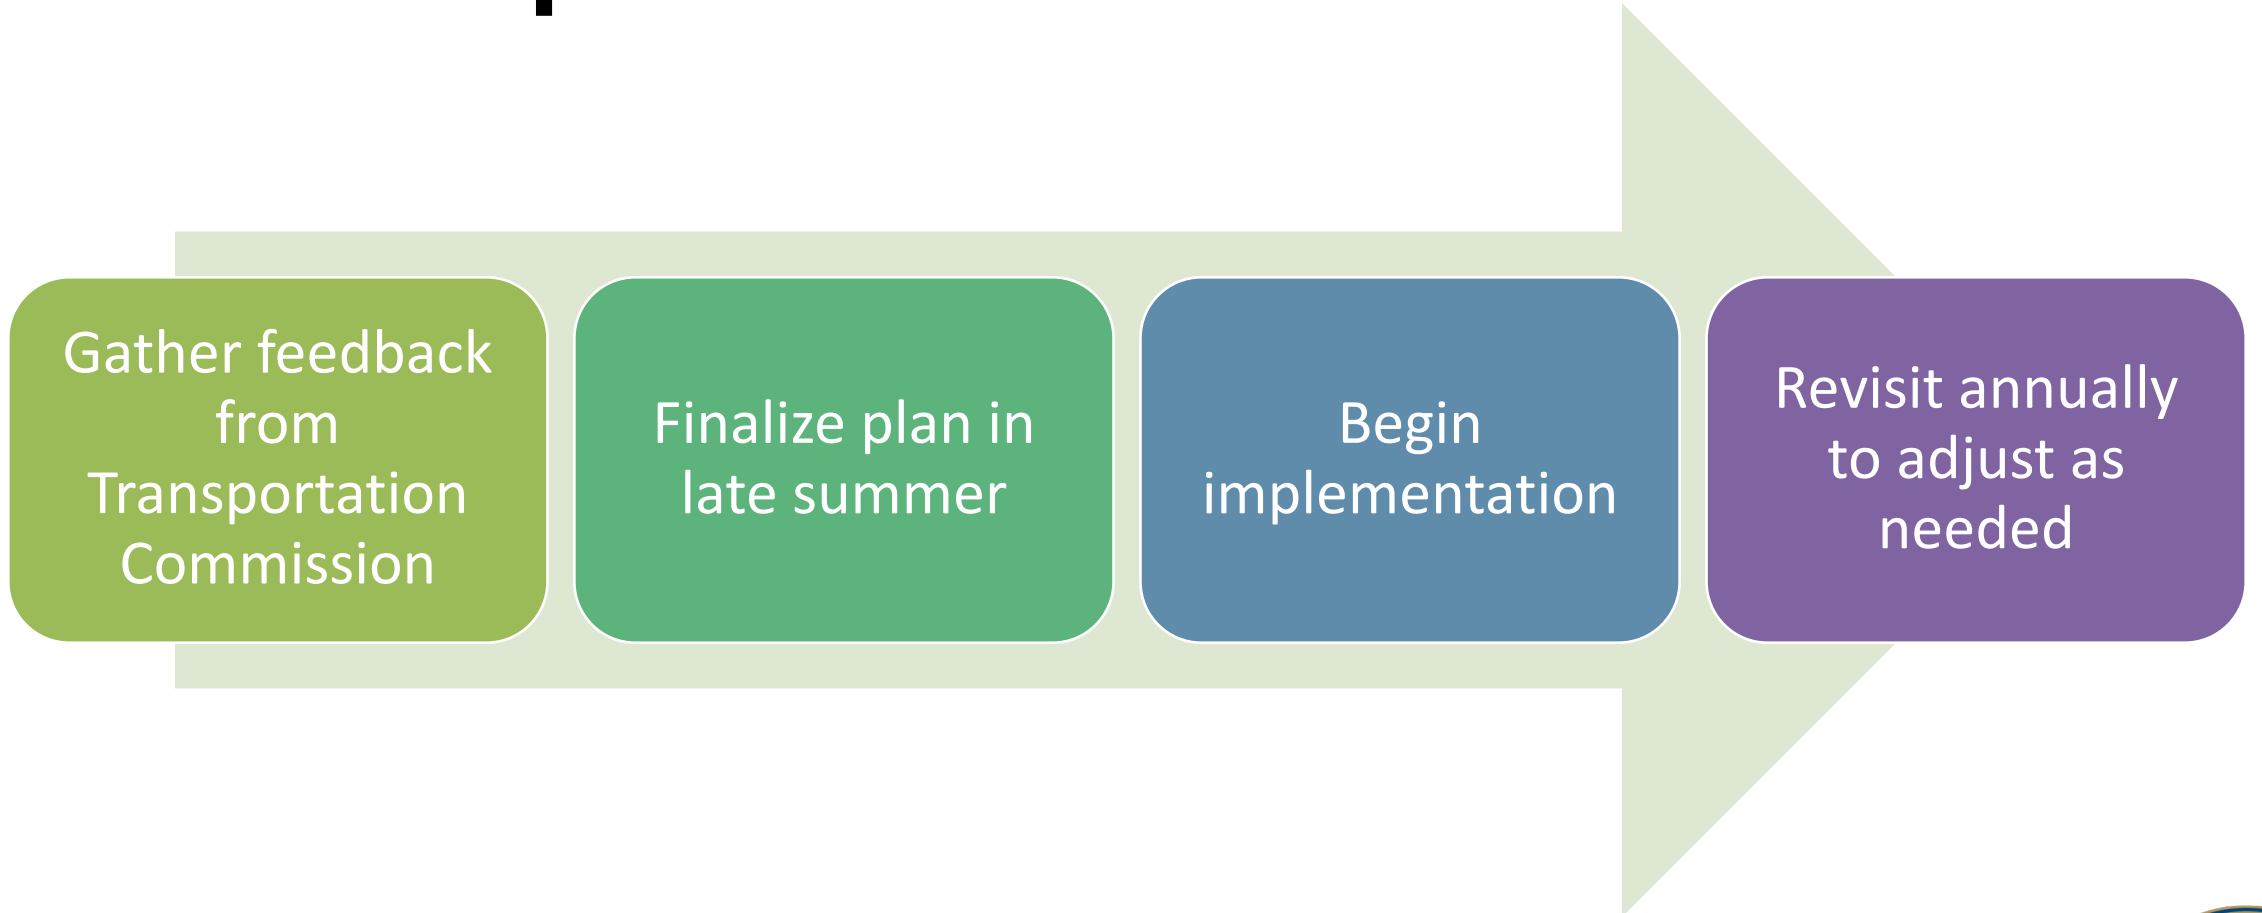 Gather feedback
from
Transportation
Commission
Finalize plan in
late summer
Begin
implementation
Revisit annually
to adjust as
needed